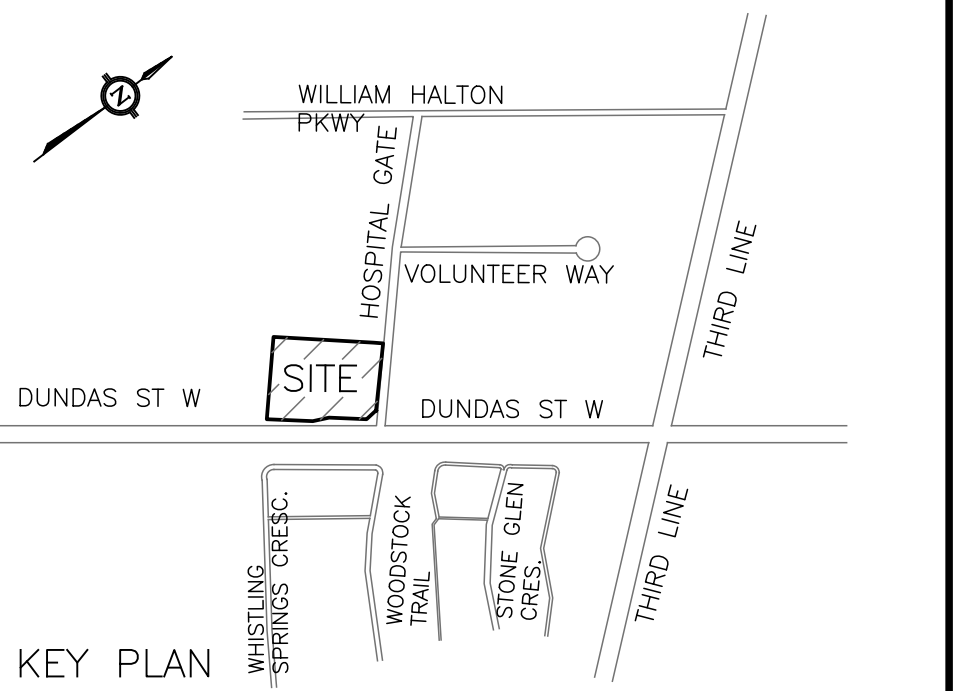 N
WILLIAM HALTON
PKWY
HOSPITAL GATE
VOLUNTEER WAY
THIRD LINE
SITE
DUNDAS ST W
DUNDAS ST W
WHISTLING
SPRINGS CRESC.
WOODSTOCK
TRAIL
STONE GLEN
CRES.
THIRD LINE
KEY PLAN